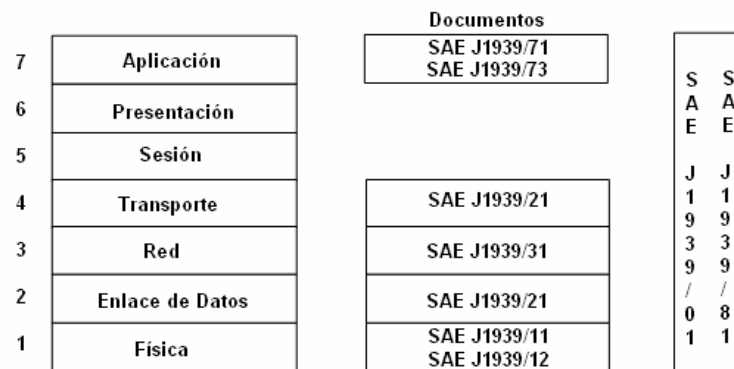 Documentos
7 Aplicación SAE J1939/71
SAE J1939/73
6 Presentación
5 Sesión
4 Transporte SAE J1939/21
3 Red SAE J1939/31
2 Enlace de Datos SAE J1939/21
1 Física SAE J1939/11
SAE J1939/12
SAE J1939/01
SAE J1939/81